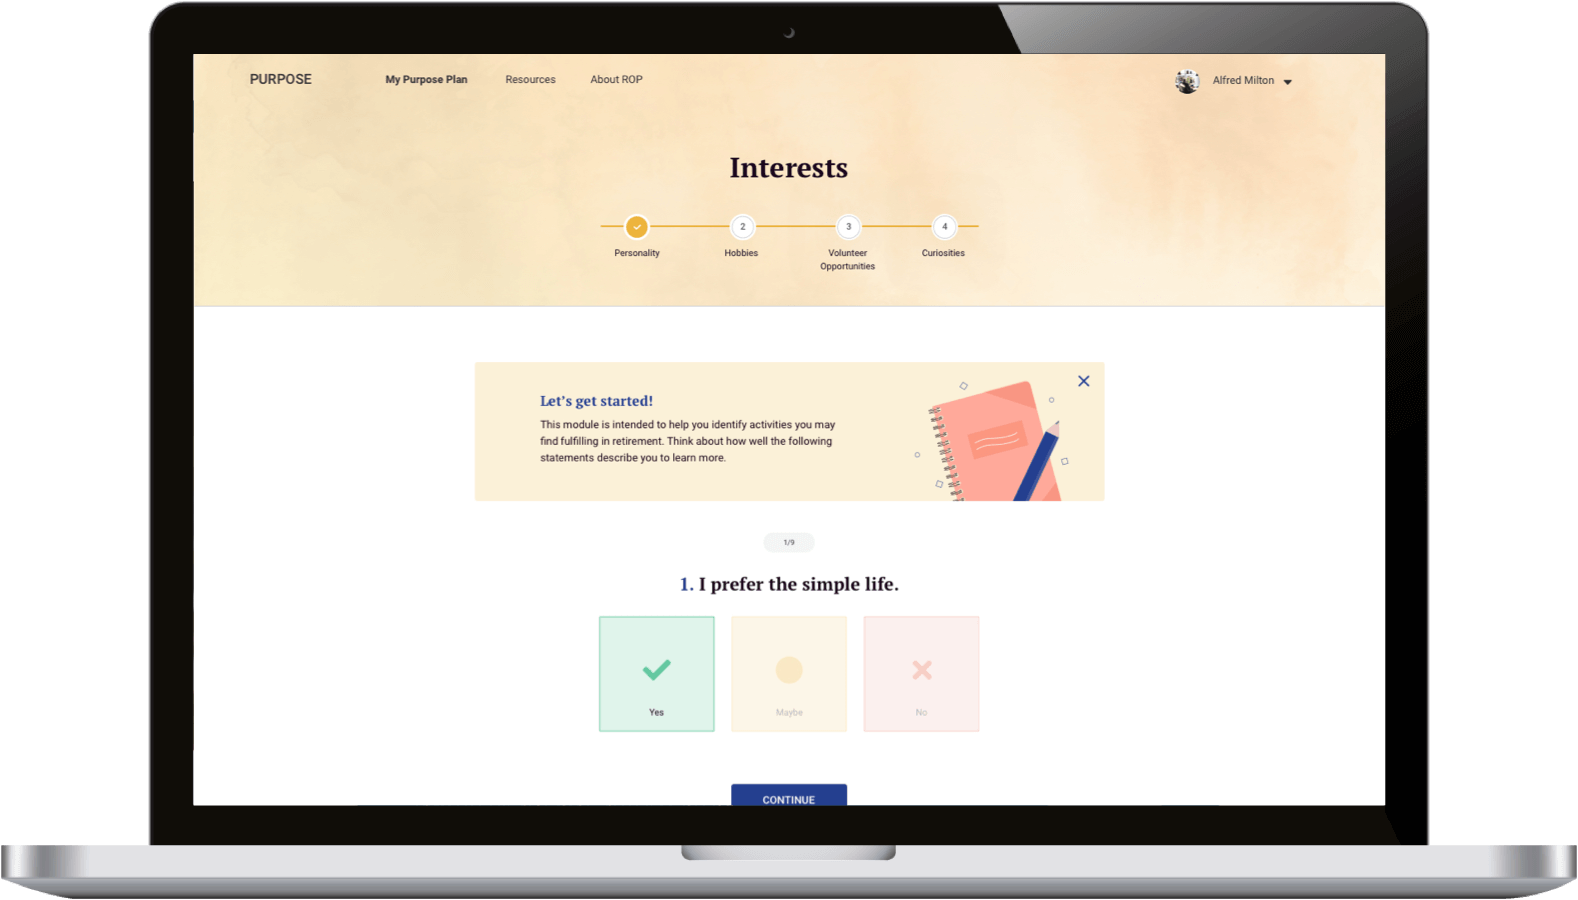 PURPOSE
My Purpose Plan
Resources
About ROP
Alfred Milton
Interests
2
3
4
Personality
Hobbies
Volunteer
Opportunities
Curiosities
Let's get started!
This module is intended to help you identify activities you may
find fulfilling in retirement. Think about how well the following
statements describe you to learn more.
1/9
1. I prefer the simple life.
Yes
Maybe
No
CONTINUE